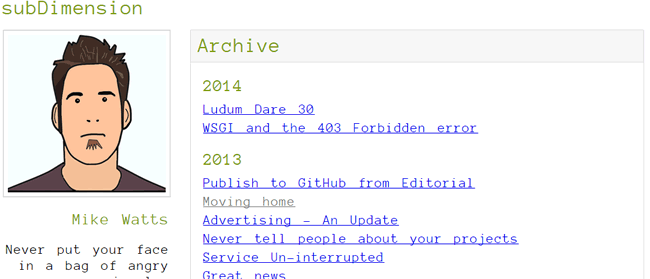 subDimension
Mike Watts
Never put your face
in a bag of angry
Archive
2014
Ludum Dare 30
WSGI and the 403 Forbidden error
2013
Publish to GitHub from Editorial
Moving home
Advertising - An Update
Never tell people about your projects
Service Un-interrupted
Great news